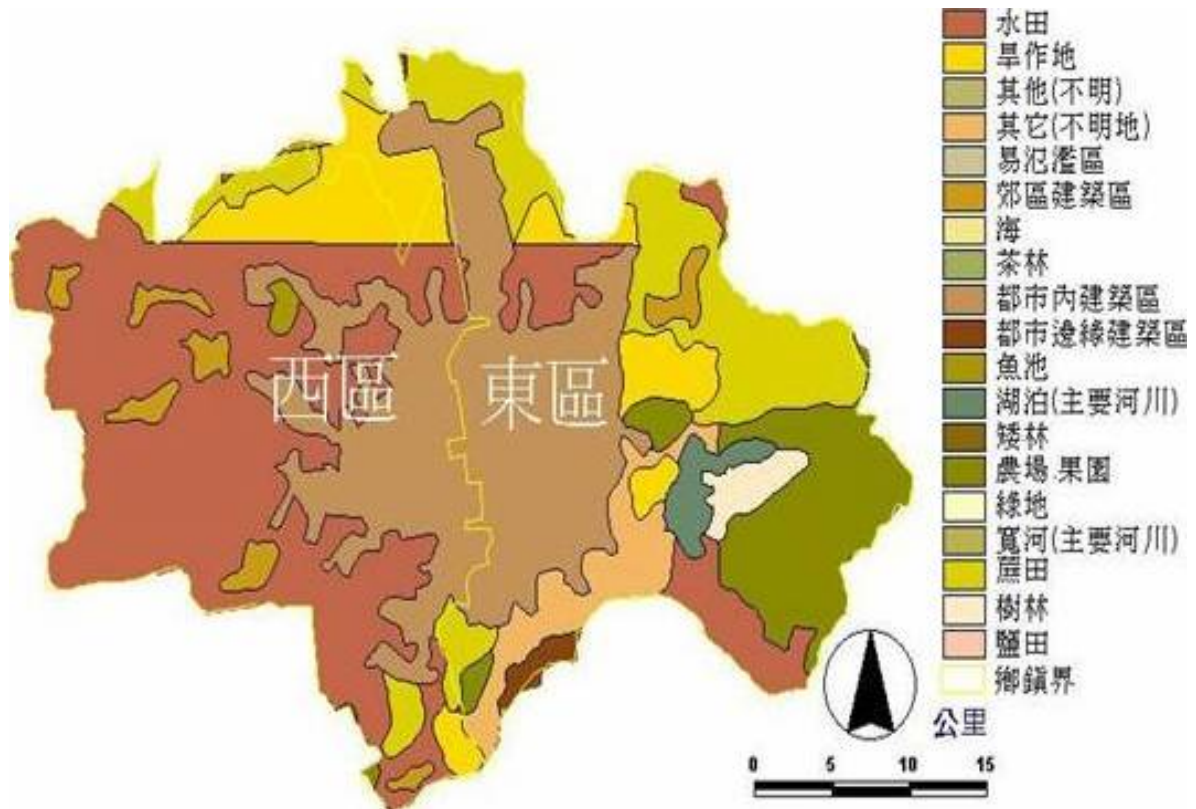 西區 東區
水田
旱作地
其他(不明)
其它(不明地)
易氾濫區
郊區建築區
海
茶林
都市內建築區
都市邊緣建築區
魚池
湖泊(主要河川)
矮林
農場.果園
綠地
寬河(主要河川)
蔗田
樹林
鹽田
鄉鎮界
公里
0 5 10 15